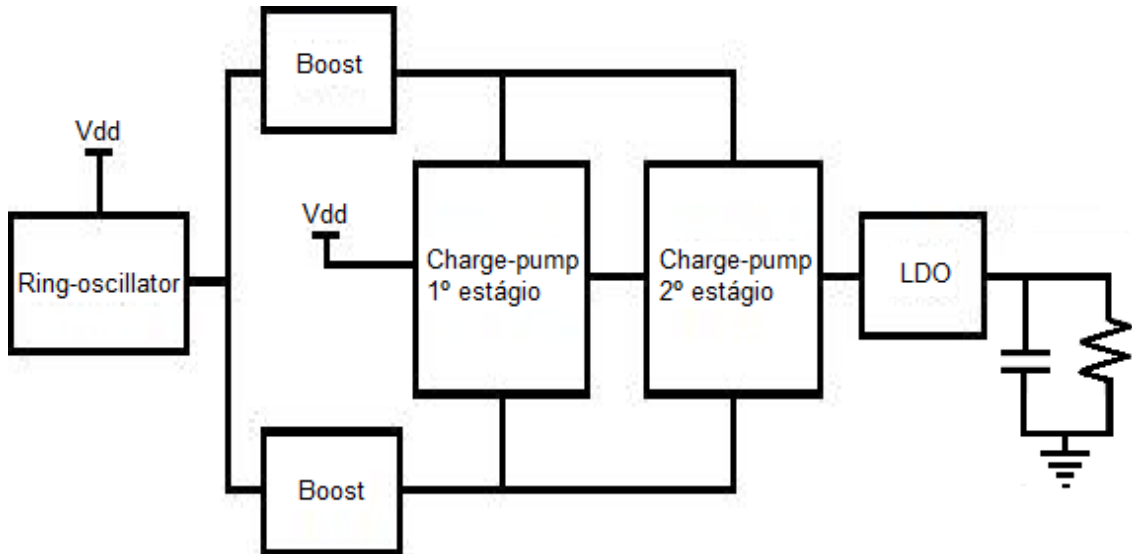 Boost
Vdd
Ring-oscillator
Vdd
Charge-pump
1º estágio
Charge-pump
2º estágio
LDO
Boost